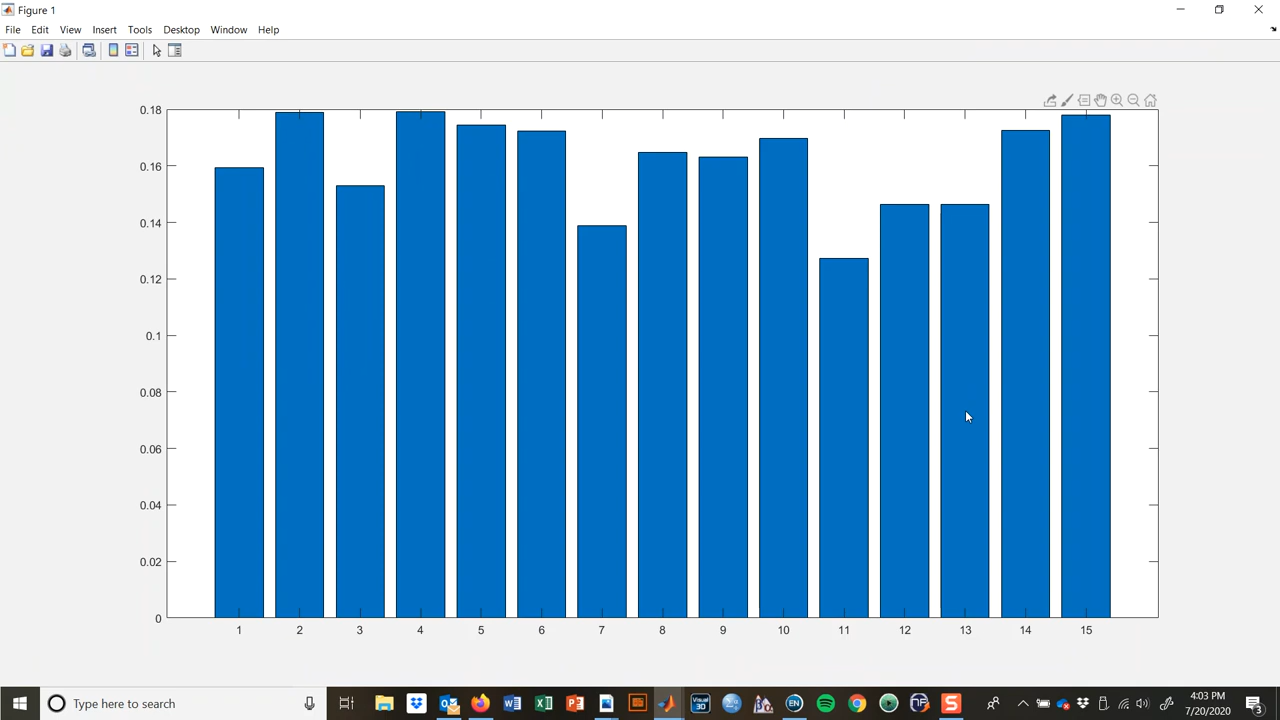 Figure 1
File Edit View Insert Tools Desktop Window Help
0.18
0.16
0.14
0.12
0.1
0.08
0.06
0.04
0.02
0
1 2 3 4 5 6 7 8 9 10 11 12 13 14 15
Type here to search
4:03 PM
7/20/2020
3